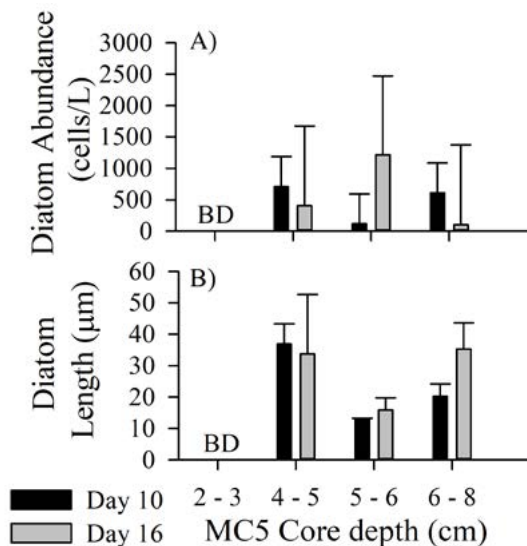 A)
Diatom Abundance
(cells/L)
3000
2500
2000
1500
1000
500
0
BD
B)
Diatom
Length (μm)
60
50
40
30
20
10
0
BD
2 - 3 4 - 5 5 - 6 6 - 8
MC5 Core depth (cm)
Day 10
Day 16